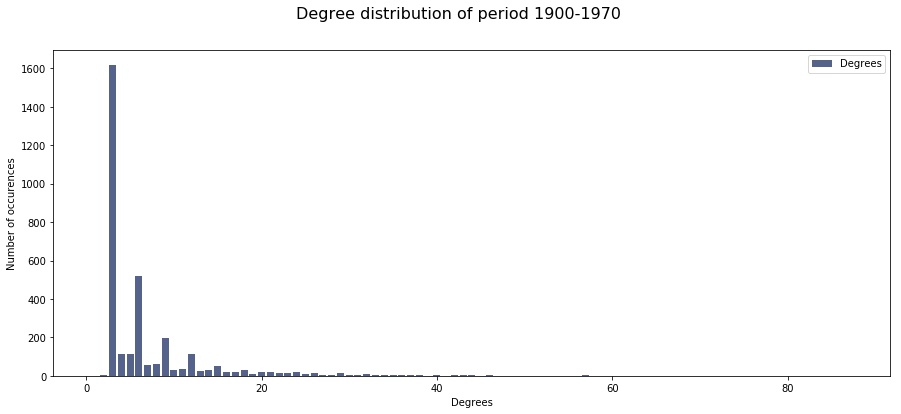 Degree distribution of period 1900-1970
Degrees
1600
1400
1200
1000
800
600
400
200
0
Number of occurences
0 20 40 60 80
Degrees